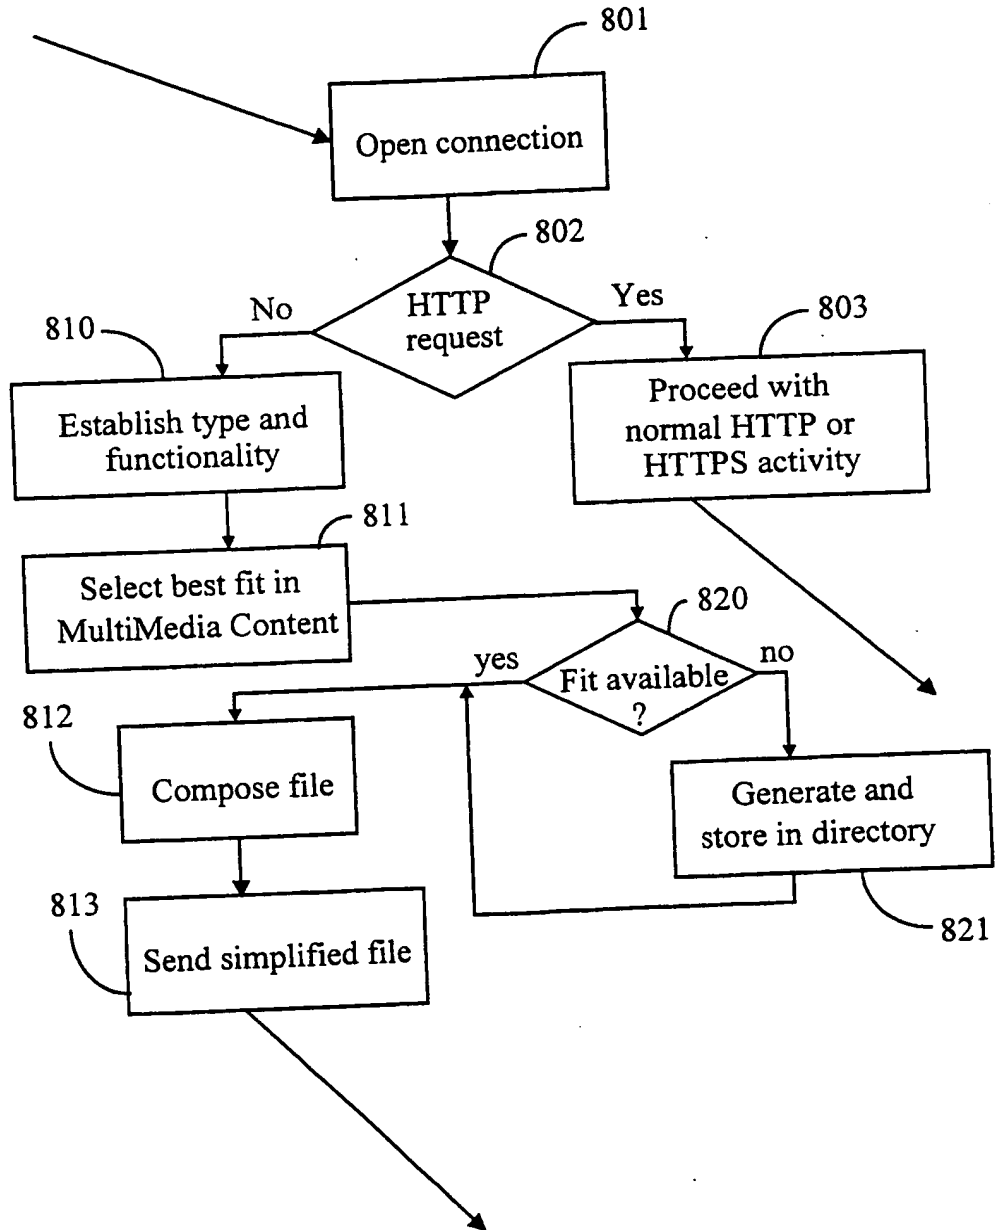 801
Open connection
802
HTTP
request
No
Yes
810
803
Establish type and
functionality
Proceed with
normal HTTP or
HTTPS activity
811
Select best fit in
MultiMedia Content
820
yes
no
Fit available
?
812
Compose file
Generate and
store in directory
813
821
Send simplified file